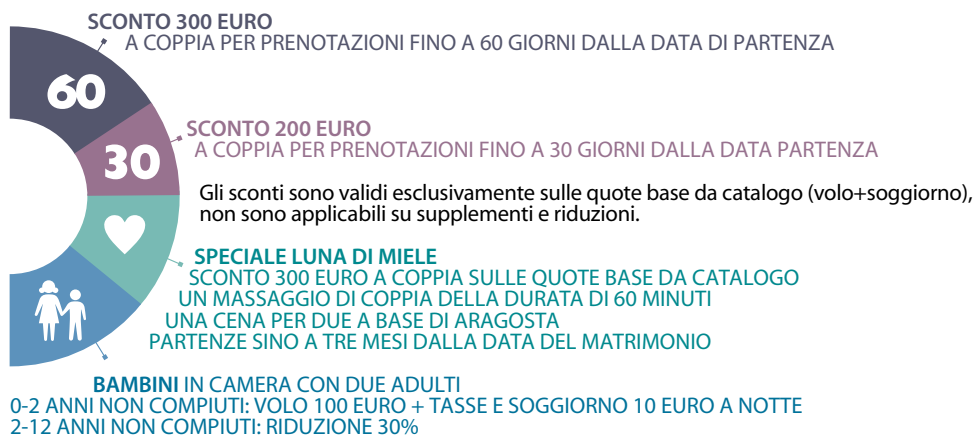 SCONTO 300 EURO
A COPPIA PER PRENOTAZIONI FINO A 60 GIORNI DALLA DATA DI PARTENZA
60
SCONTO 200 EURO
A COPPIA PER PRENOTAZIONI FINO A 30 GIORNI DALLA DATA PARTENZA
30
Gli sconti sono validi esclusivamente sulle quote base da catalogo (volo+soggiorno),
non sono applicabili su supplementi e riduzioni.
SPECIALE LUNA DI MIELE
SCONTO 300 EURO A COPPIA SULLE QUOTE BASE DA CATALOGO
UN MASSAGGIO DI COPPIA DELLA DURATA DI 60 MINUTI
UNA CENA PER DUE A BASE DI ARAGOSTA
PARTENZE SINO A TRE MESI DALLA DATA DEL MATRIMONIO
BAMBINI IN CAMERA CON DUE ADULTI
0-2 ANNI NON COMPIUTI: VOLO 100 EURO + TASSE E SOGGIORNO 10 EURO A NOTTE
2-12 ANNI NON COMPIUTI: RIDUZIONE 30%